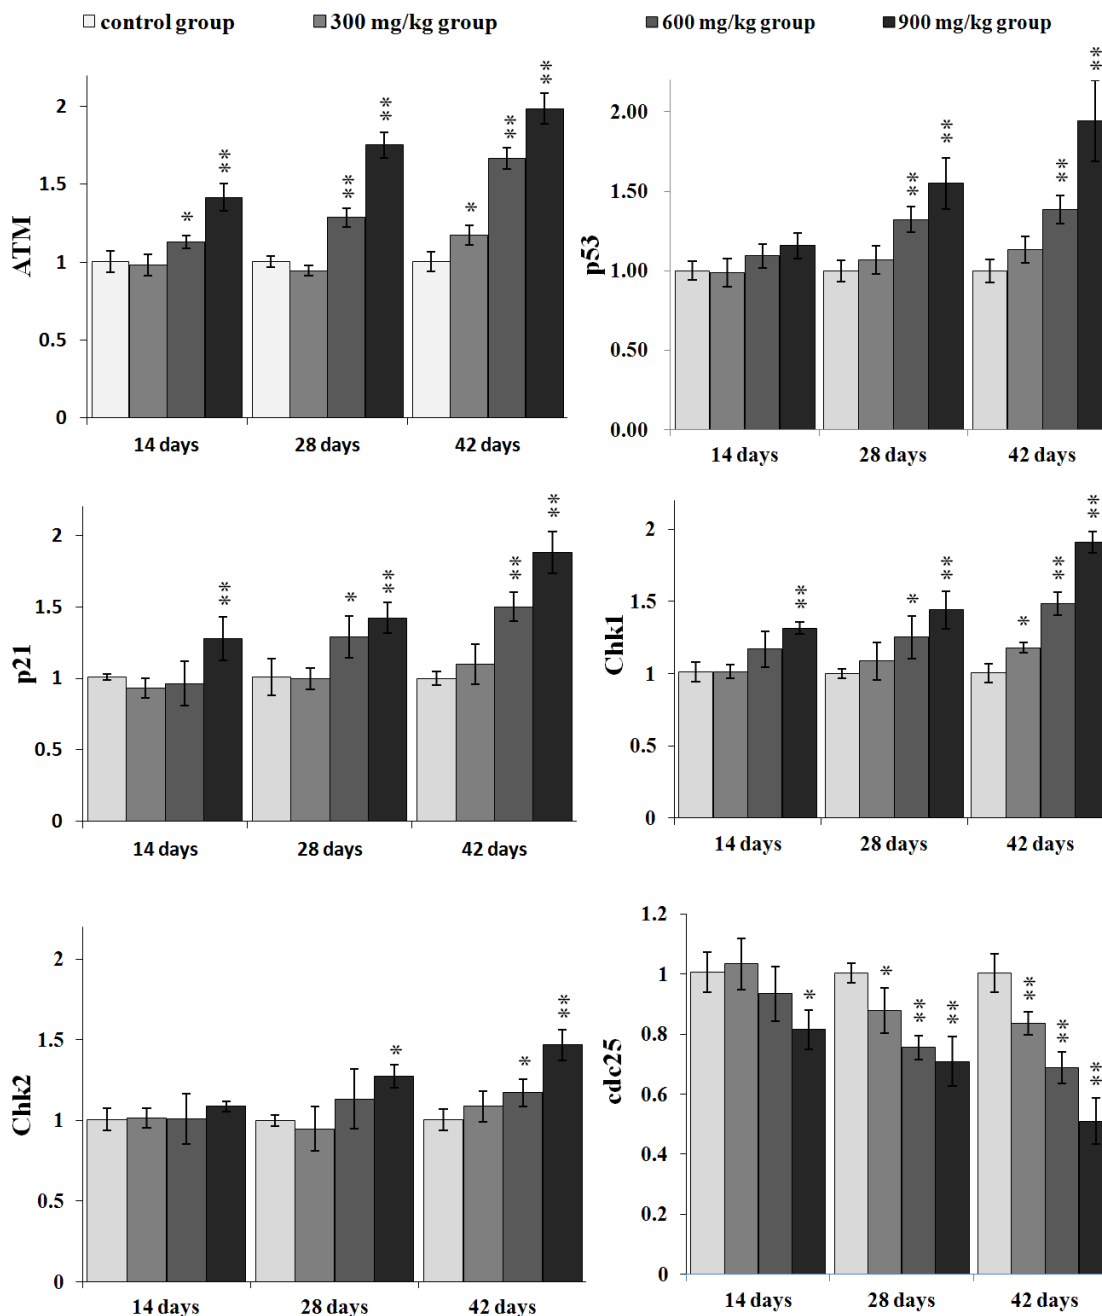 control group 300 mg/kg group 600 mg/kg group 900 mg/kg group
ATM
2
1.5
1
0.5
0
** ** **
* ** * **
14 days 28 days 42 days
p53
2.00
1.50
1.00
0.50
0.00
** ** ** **
14 days 28 days 42 days
p21
2
1.5
1
0.5
0
** * ** ** **
14 days 28 days 42 days
Chk1
2
1.5
1
0.5
0
** * ** * ** **
14 days 28 days 42 days
Chk2
2
1.5
1
0.5
0
* * **
14 days 28 days 42 days
cdc25
1.2
1
0.8
0.6
0.4
0.2
0
* * ** ** ** ** **
14 days 28 days 42 days